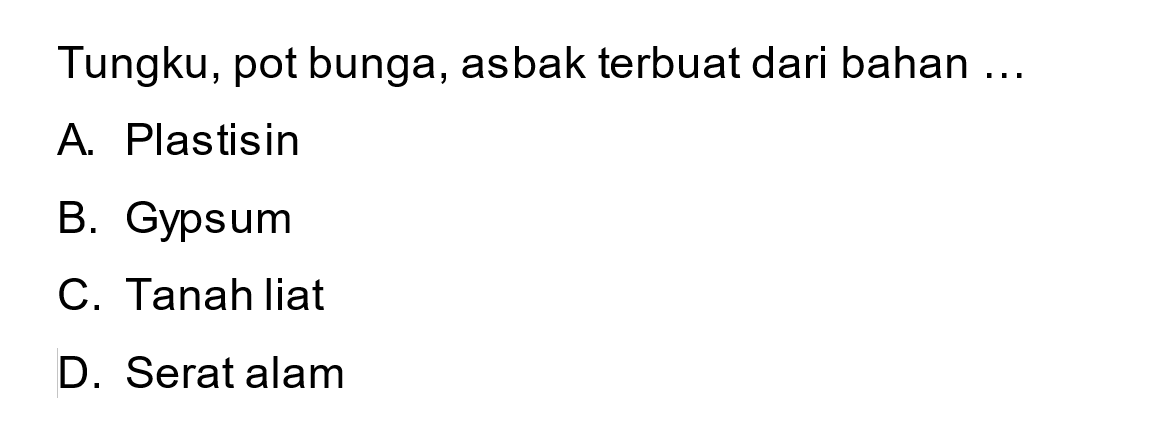 Tungku, pot bunga, asbak terbuat dari bahan ...
A. Plastisin
B. Gypsum
C. Tanah liat
D. Serat alam